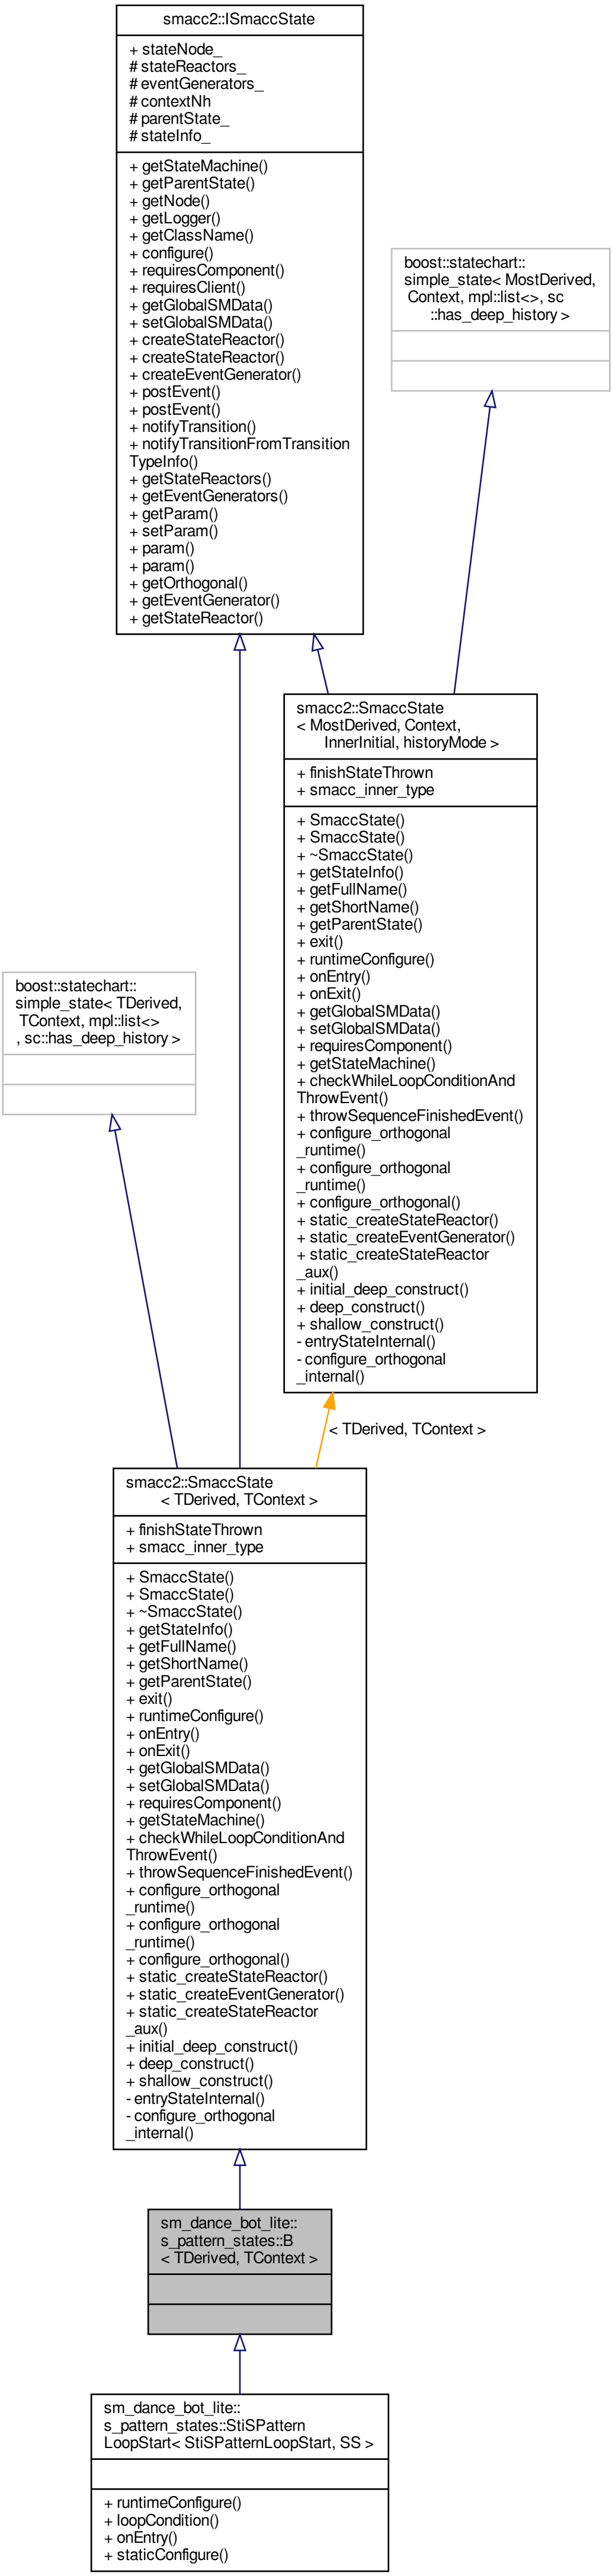 smacc2::ISmaccState
+ stateNode_
# stateReactors_
# eventGenerators_
# contextNh
# parentState_
# stateInfo_
+ getStateMachine()
+ getParentState()
+ getNode()
+ getLogger()
+ getClassName()
+ configure()
+ requiresComponent()
+ requiresClient()
+ getGlobalSMData()
+ setGlobalSMData()
+ createStateReactor()
+ createStateReactor()
+ createEventGenerator()
+ postEvent()
+ postEvent()
+ notifyTransition()
+ notifyTransitionFromTransition
TypeInfo()
+ getStateReactors()
+ getEventGenerators()
+ getParam()
+ setParam()
+ param()
+ param()
+ getOrthogonal()
+ getEventGenerator()
+ getStateReactor()
boost::statechart::
simple_state< MostDerived,
Context, mpl::list<>, sc
::has_deep_history >
smacc2::SmaccState
< MostDerived, Context,
InnerInitial, historyMode >
+ finishStateThrown
+ smacc_inner_type
+ SmaccState()
+ SmaccState()
+ ~SmaccState()
+ getStateInfo()
+ getFullName()
+ getShortName()
+ getParentState()
+ exit()
+ runtimeConfigure()
+ onEntry()
+ onExit()
+ getGlobalSMData()
+ setGlobalSMData()
+ requiresComponent()
+ getStateMachine()
+ checkWhileLoopConditionAnd
ThrowEvent()
+ throwSequenceFinishedEvent()
+ configure_orthogonal
_runtime()
+ configure_orthogonal
_runtime()
+ configure_orthogonal()
+ static_createStateReactor()
+ static_createEventGenerator()
+ static_createStateReactor
_aux()
+ initial_deep_construct()
+ deep_construct()
+ shallow_construct()
- entryStateInternal()
- configure_orthogonal
_internal()
boost::statechart::
simple_state< TDerived,
TContext, mpl::list<>
, sc::has_deep_history >
< TDerived, TContext >
smacc2::SmaccState
< TDerived, TContext >
+ finishStateThrown
+ smacc_inner_type
+ SmaccState()
+ SmaccState()
+ ~SmaccState()
+ getStateInfo()
+ getFullName()
+ getShortName()
+ getParentState()
+ exit()
+ runtimeConfigure()
+ onEntry()
+ onExit()
+ getGlobalSMData()
+ setGlobalSMData()
+ requiresComponent()
+ getStateMachine()
+ checkWhileLoopConditionAnd
ThrowEvent()
+ throwSequenceFinishedEvent()
+ configure_orthogonal
_runtime()
+ configure_orthogonal
_runtime()
+ configure_orthogonal()
+ static_createStateReactor()
+ static_createEventGenerator()
+ static_createStateReactor
_aux()
+ initial_deep_construct()
+ deep_construct()
+ shallow_construct()
- entryStateInternal()
- configure_orthogonal
_internal()
sm_dance_bot_lite::
s_pattern_states::B
< TDerived, TContext >
sm_dance_bot_lite::
s_pattern_states::StiSPattern
LoopStart< StiSPatternLoopStart, SS >
+ runtimeConfigure()
+ loopCondition()
+ onEntry()
+ staticConfigure()